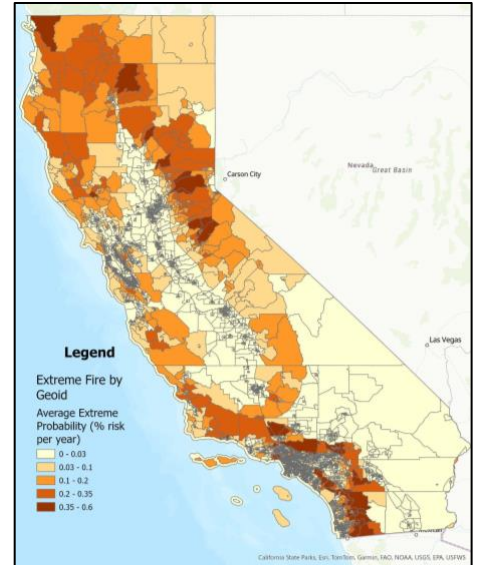 Carson City
Nevada
Great Basin
Las Vegas
Legend
Extreme Fire by
Geoid
Average Extreme
Probability (% risk
per year)
0 - 0.03
0.03 - 0.1
0.1 - 0.2
0.2 - 0.35
0.35 - 0.6
California State Parks, Esri, TomTom, Garmin, FAO, NOAA, USGS, EPA, USFWS